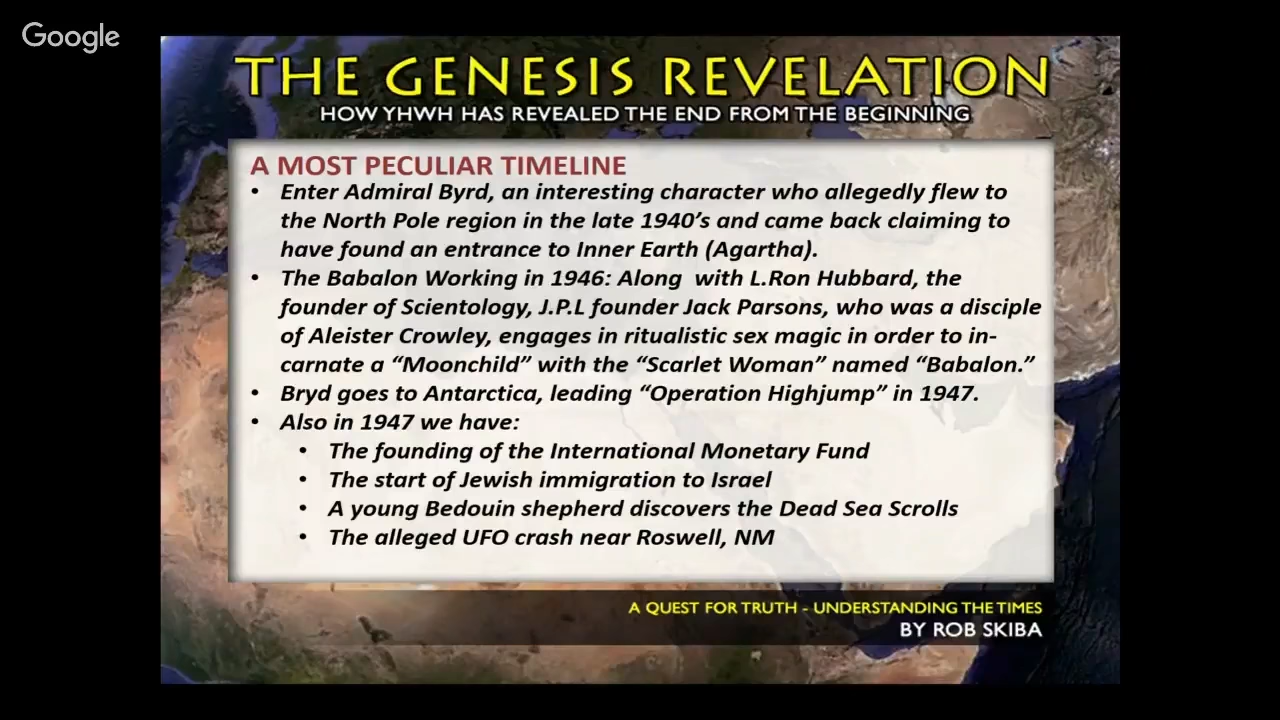 Google
THE GENESIS REVELATION
HOW YHWH HAS REVEALED THE END FROM THE BEGINNING
A MOST PECULIAR TIMELINE
• Enter Admiral Byrd, an interesting character who allegedly flew to
the North Pole region in the late 1940's and came back claiming to
have found an entrance to Inner Earth (Agartha).
• The Babalon Working in 1946: Along with L.Ron Hubbard, the
founder of Scientology, J.P.L founder Jack Parsons, who was a disciple
of Aleister Crowley, engages in ritualistic sex magic in order to in-
carnate a “Moonchild” with the “Scarlet Woman” named “Babalon.”
• Bryd goes to Antarctica, leading “Operation Highjump” in 1947.
• Also in 1947 we have:
• The founding of the International Monetary Fund
• The start of Jewish immigration to Israel
• A young Bedouin shepherd discovers the Dead Sea Scrolls
• The alleged UFO crash near Roswell, NM
A QUEST FOR TRUTH - UNDERSTANDING THE TIMES
BY ROB SKIBA